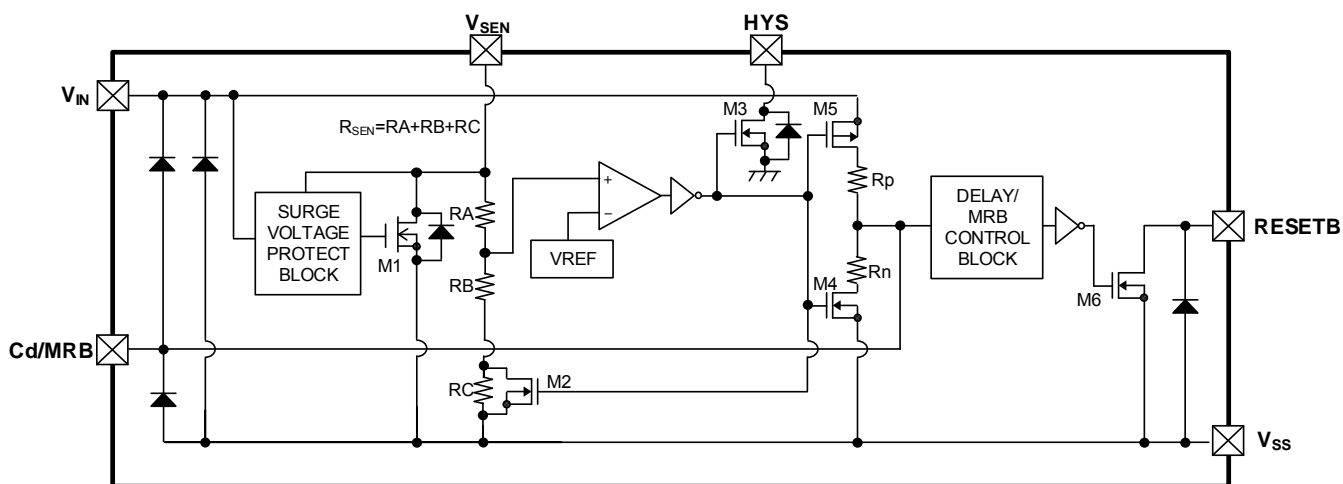 VSEN
HYS
VIN
M3
M5
RSEN=RA+RB+RC
Rp
SURGE
VOLTAGE
PROTECT
BLOCK
RA
+
−
VREF
DELAY/
MRB
CONTROL
BLOCK
RESETB
M1
RB
Rn
M4
M6
Cd/MRB
RC
M2
VSS